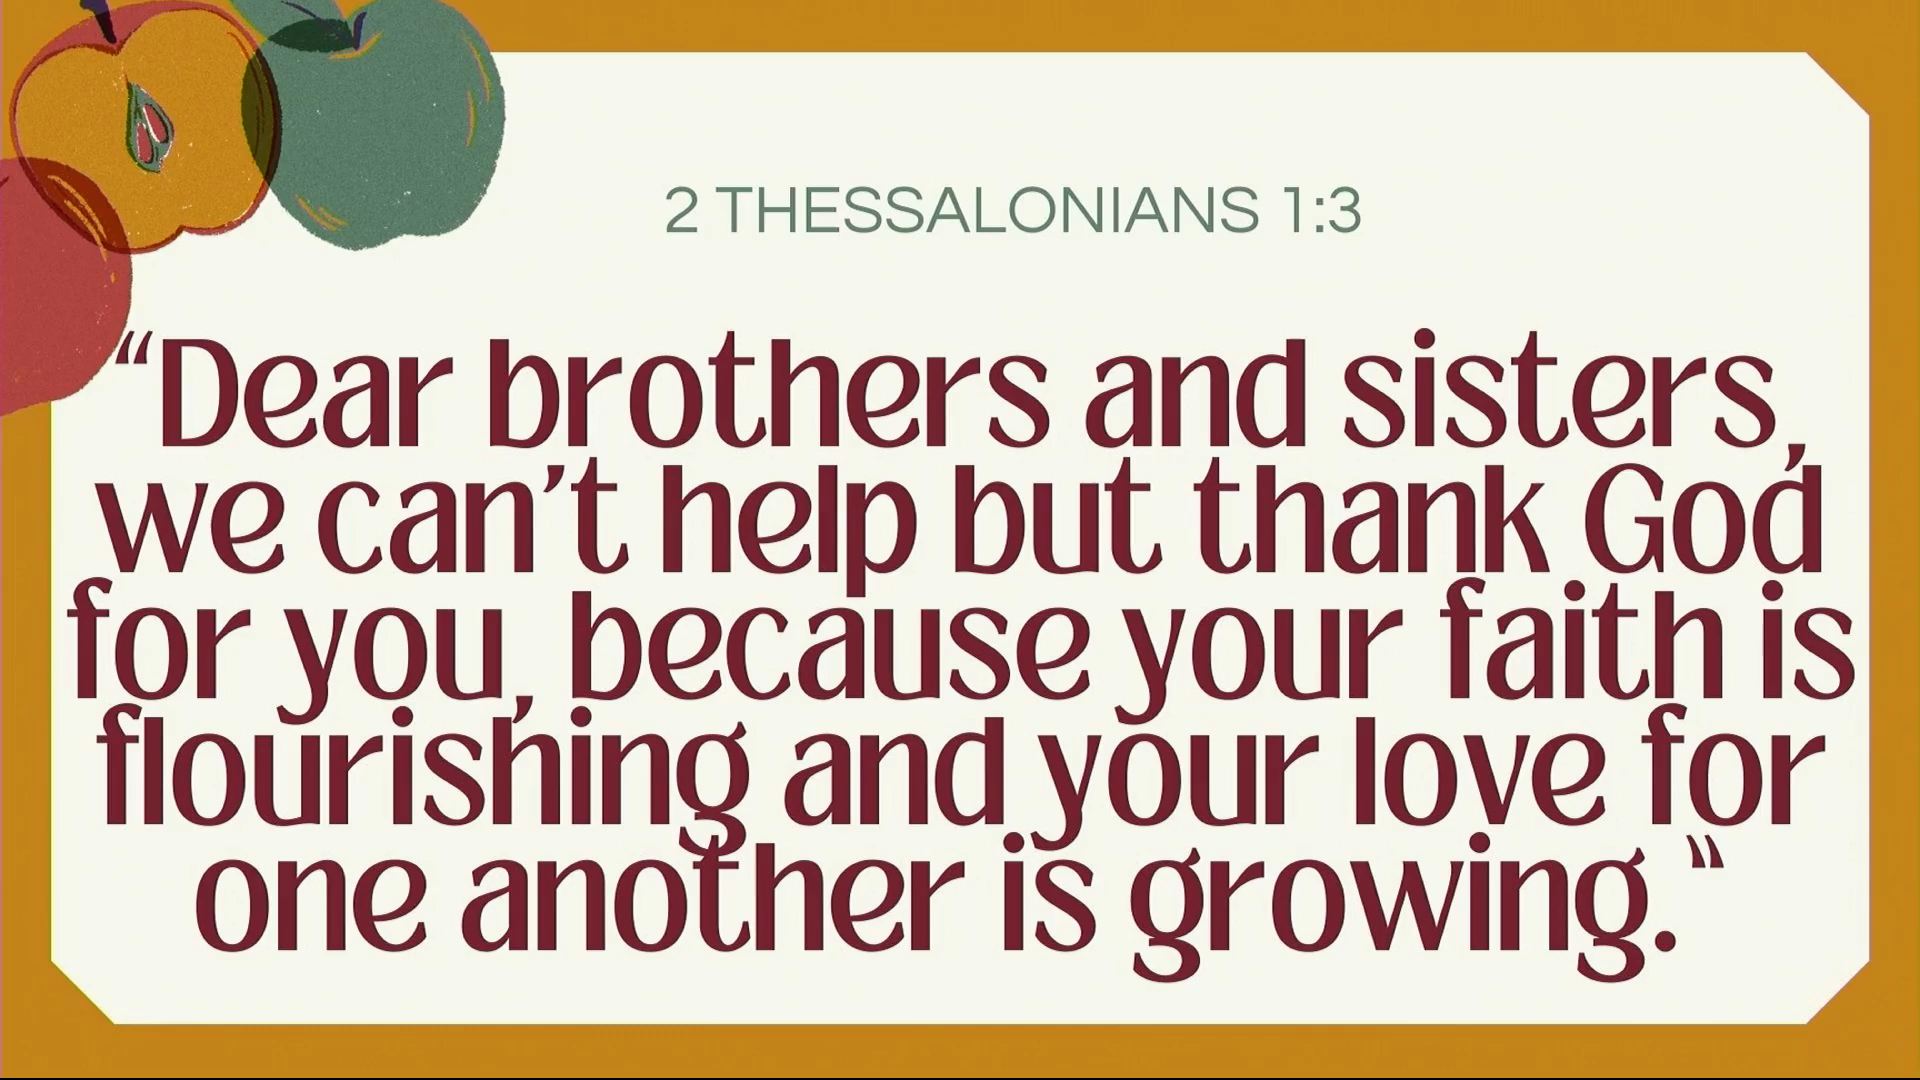 2 THESSALONIANS 1:3
“Dear brothers and sisters,
we can’t help but thank God
for you, because your faith is
flourishing and your love for
one another is growing.“